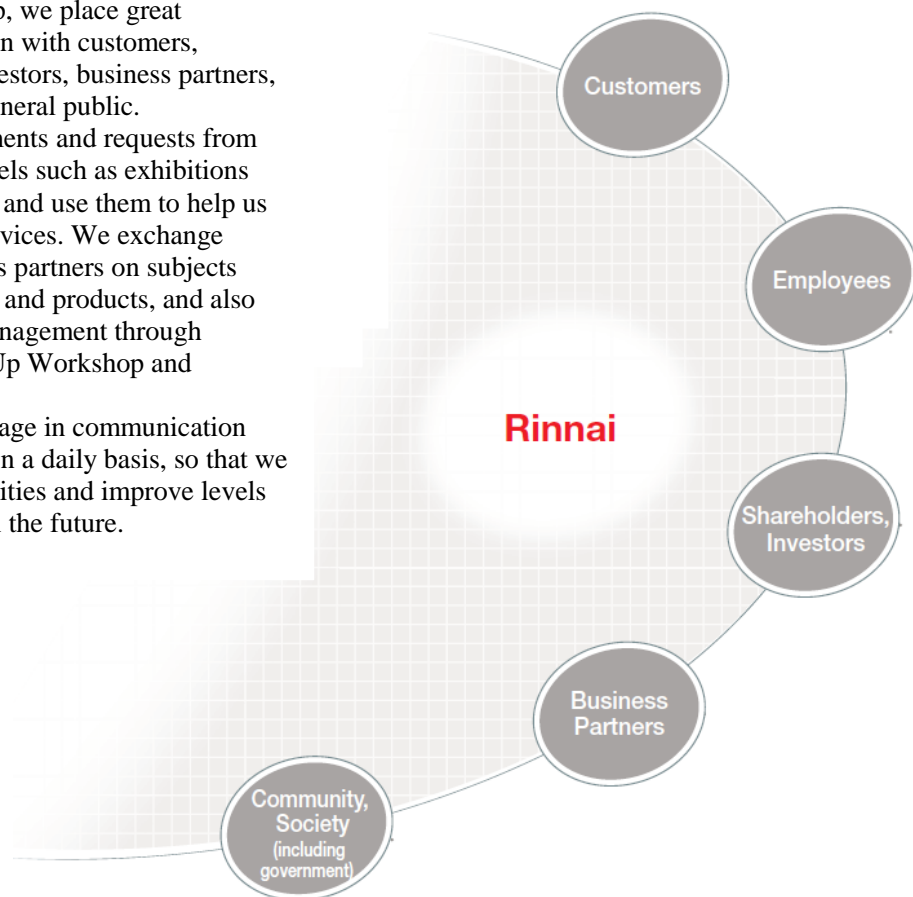 p, we place great
n with customers,
estors, business partners,
neral public.
nents and requests from
els such as exhibitions
and use them to help us
vices. We exchange
s partners on subjects
and products, and also
nagement through
Up Workshop and
age in communication
n a daily basis, so that we
ities and improve levels
the future.
Customers
Employees
Rinnai
Shareholders,
Investors
Business
Partners
Community,
Society
(including
government)